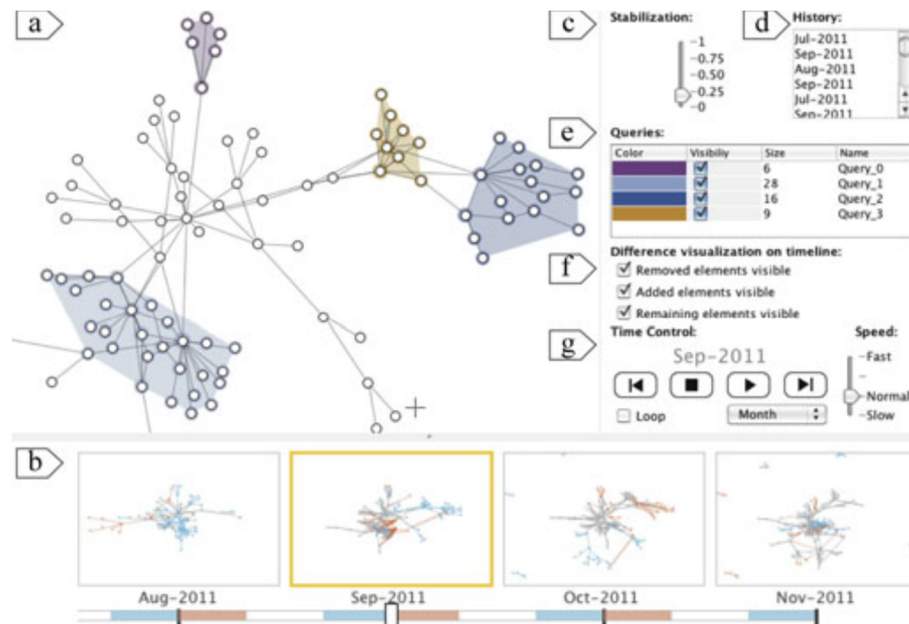 a
c
Stabilization:
1
0.75
0.50
0.25
0
d
History:
Jul-2011
Sep-2011
Aug-2011
Sep-2011
Jul-2011
Sep-2011
e
Queries:
Color Visibiliy Size Name
6 Query_0
28 Query_1
16 Query_2
9 Query_3
f
Difference visualization on timeline:
Removed elements visible
Added elements visible
Remaining elements visible
g
Time Control:
Speed:
Sep-2011
Fast
Normal
Slow
Loop
Month
b
Aug-2011
Sep-2011
Oct-2011
Nov-2011